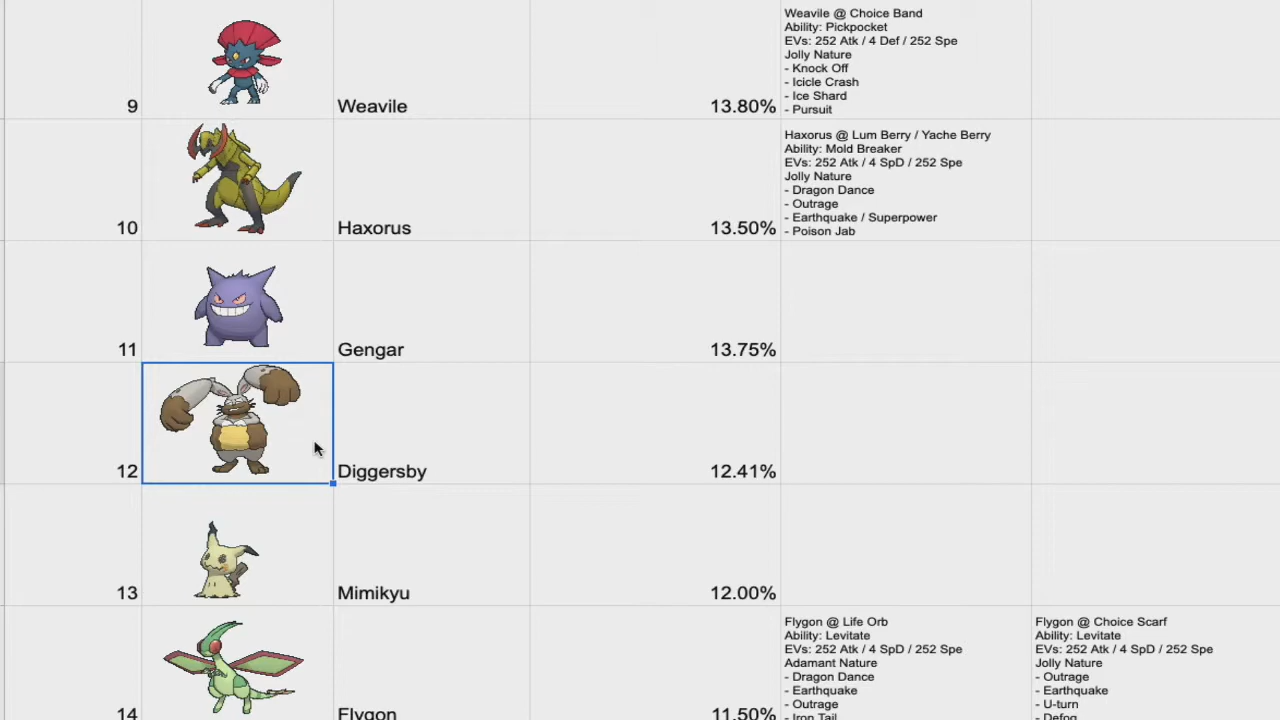 Weavile @ Choice Band
Ability: Pickpocket
EVs: 252 Atk / 4 Def / 252 Spe
Jolly Nature
- Knock Off
- Icicle Crash
- Ice Shard
- Pursuit
9 Weavile 13.80%
Haxorus @ Lum Berry / Yache Berry
Ability: Mold Breaker
EVs: 252 Atk / 4 SpD / 252 Spe
Jolly Nature
- Dragon Dance
- Outrage
- Earthquake / Superpower
- Poison Jab
10 Haxorus 13.50%
11 Gengar 13.75%
12 Diggersby 12.41%
13 Mimikyu 12.00%
Flygon @ Life Orb
Ability: Levitate
EVs: 252 Atk / 4 SpD / 252 Spe
Adamant Nature
- Dragon Dance
- Earthquake
- Outrage
- Iron Tail
Flygon @ Choice Scarf
Ability: Levitate
EVs: 252 Atk / 4 SpD / 252 Spe
Jolly Nature
- Outrage
- Earthquake
- U-turn
- Defog
14 Flygon 11.50%